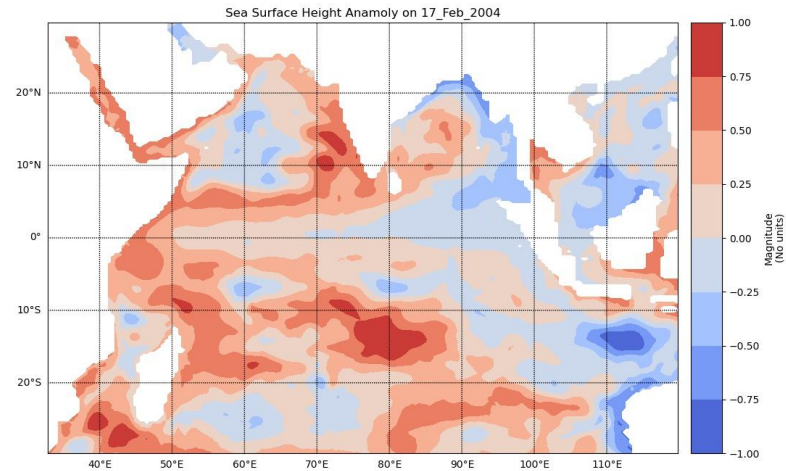 Sea Surface Height Anamoly on 17_Feb_2004
20°N
10°N
0°
10°S
20°S
40°E
50°E
60°E
70°E
80°E
90°E
100°E
110°E
1.00
0.75
0.50
0.25
0.00
−0.25
−0.50
−0.75
−1.00
Magnitude
(No units)